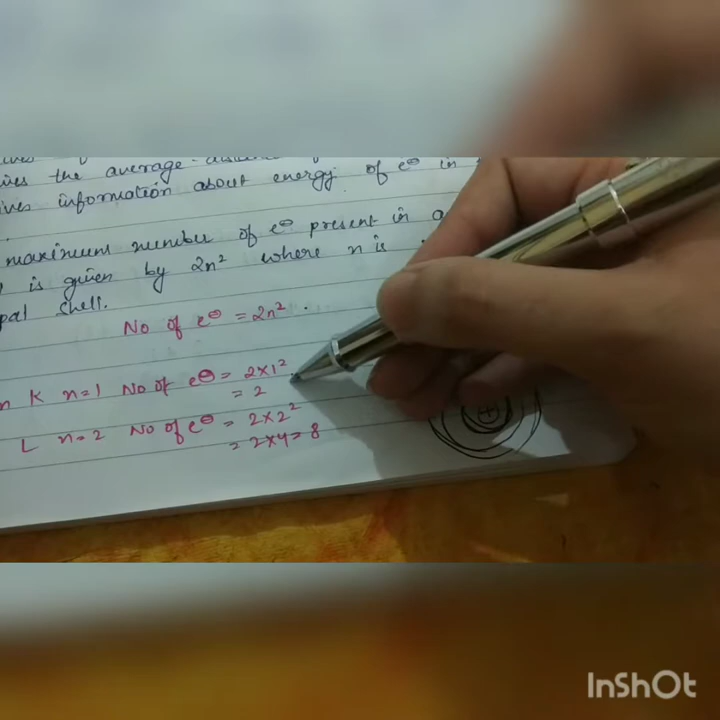 the average
information about energy of e⊖ in
maximum number of e⊖ present in a
is given by 2n² where n is
shell.
No of e⊖ = 2n².
K n=1 No of e⊖ = 2×1²
= 2
L n=2 No of e⊖ = 2×2²
= 2×4=8
+
InShOt